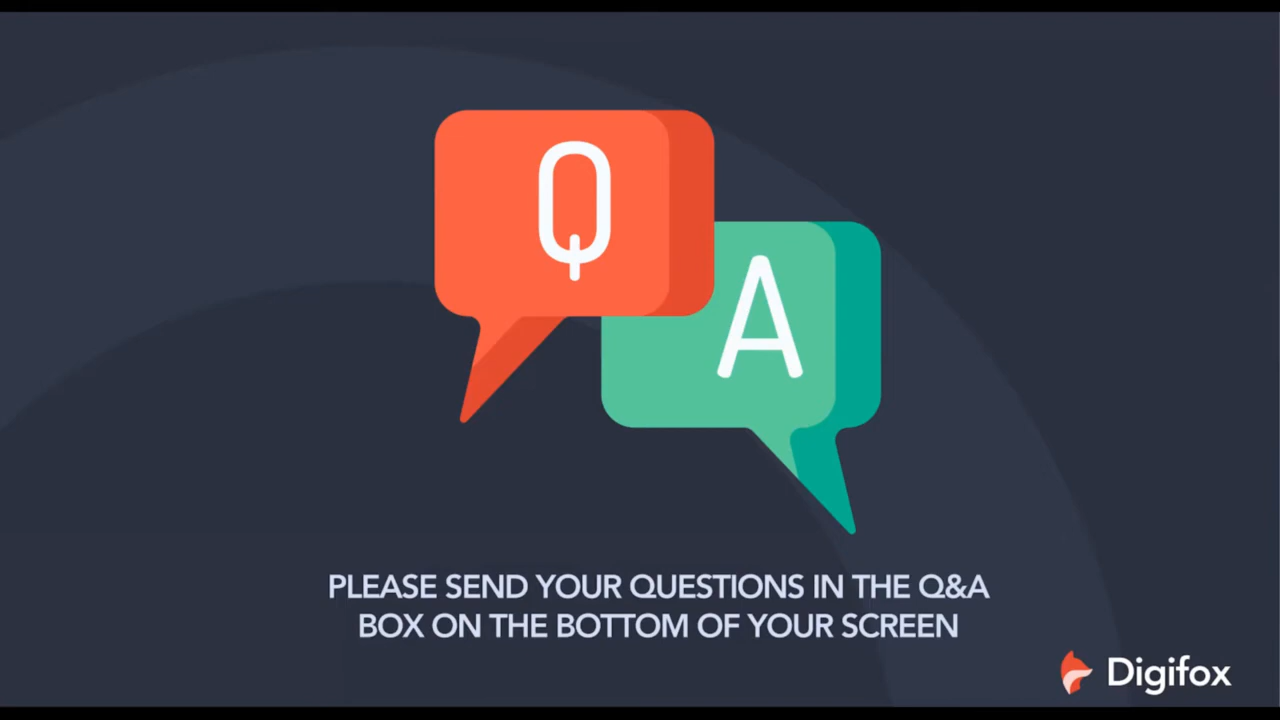 Q
A
PLEASE SEND YOUR QUESTIONS IN THE Q&A
BOX ON THE BOTTOM OF YOUR SCREEN
Digifox